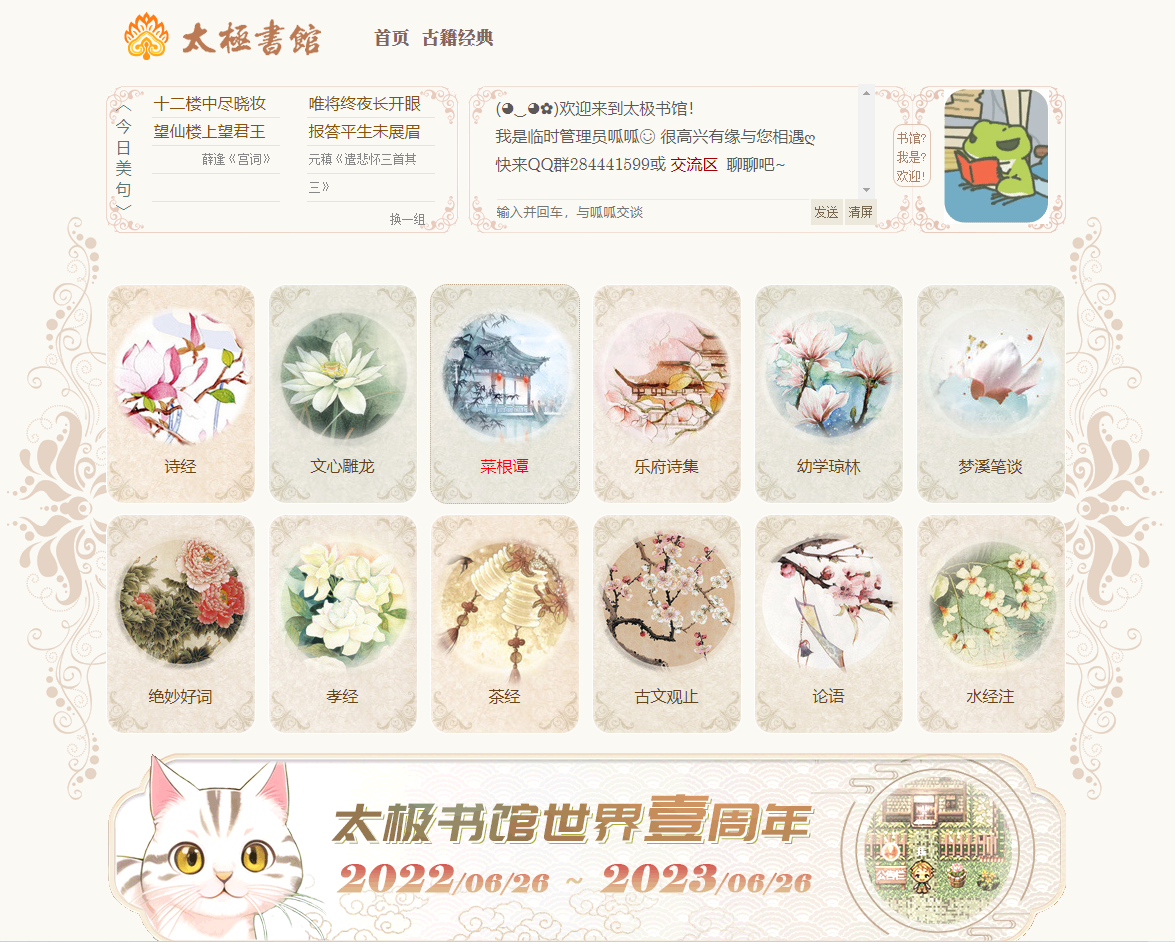 太極書館
首页 古籍经典
︿今日美句﹀
十二楼中尽晓妆
望仙楼上望君王
薛逢《宫词》
唯将终夜长开眼
报答平生未展眉
元稹《遣悲怀三首其
三》
换一组
(◕‿◕✿)欢迎来到太极书馆！
我是临时管理员呱呱☺ 很高兴有缘与您相遇ღ
快来QQ群284441599或 交流区 聊聊吧~
输入并回车，与呱呱交谈
发送 清屏
书馆?
我是?
欢迎!
诗经
文心雕龙
菜根谭
乐府诗集
幼学琼林
梦溪笔谈
绝妙好词
孝经
茶经
古文观止
论语
水经注
太极书馆世界壹周年
2022/06/26 ~ 2023/06/26